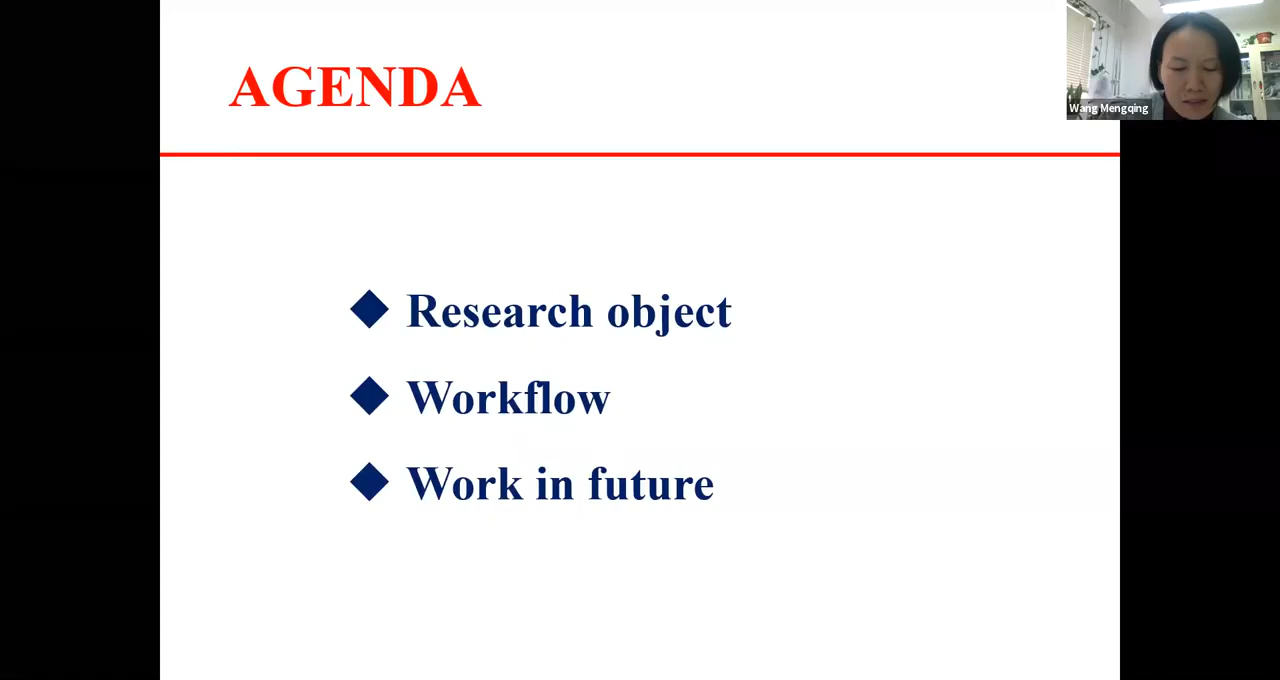 AGENDA
Wang Mengqing
Research object
Workflow
Work in future